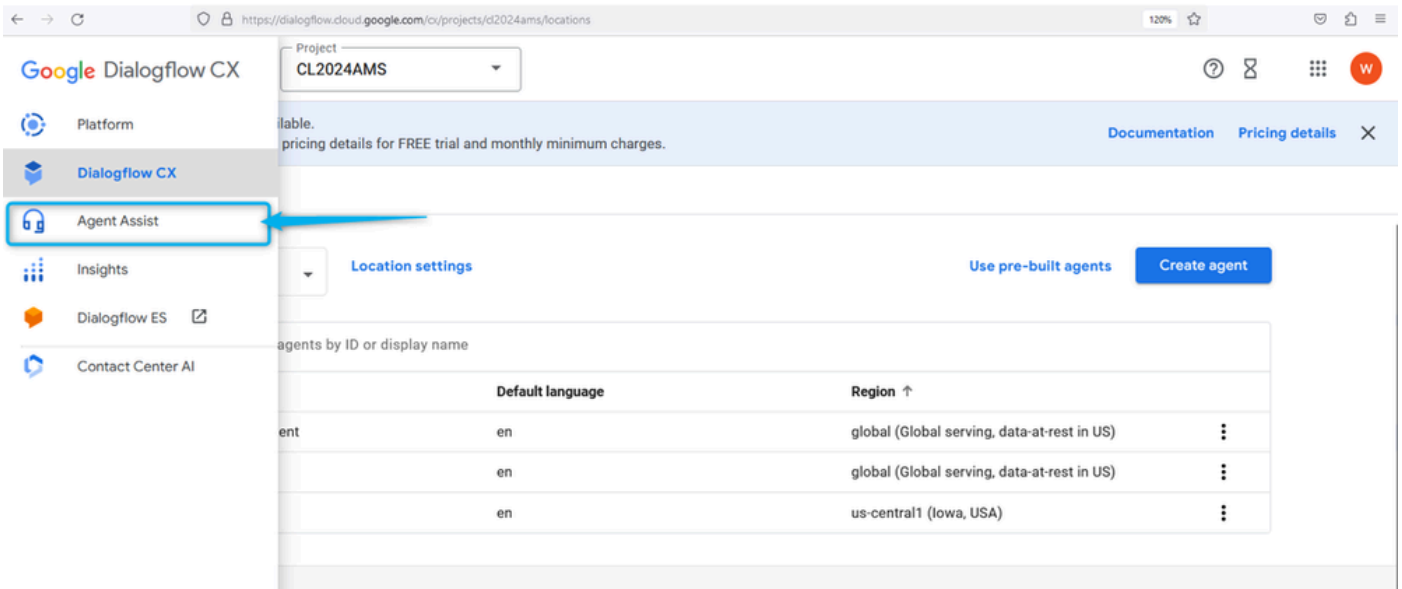 https://dialogflow.cloud.google.com/cx/projects/cl2024ams/locations
120%
Google Dialogflow CX
Project
CL2024AMS
W
Platform
ilable.
pricing details for FREE trial and monthly minimum charges.
Documentation
Pricing details
Dialogflow CX
Agent Assist
Insights
Location settings
Use pre-built agents
Create agent
Dialogflow ES
Contact Center AI
agents by ID or display name
Default language
Region
ent
en
global (Global serving, data-at-rest in US)
en
global (Global serving, data-at-rest in US)
en
us-central1 (Iowa, USA)